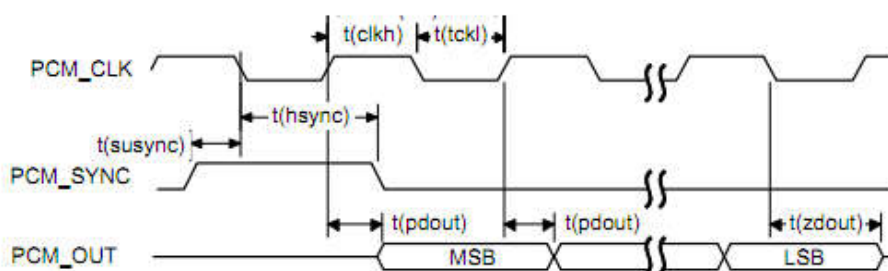 t(clkh) t(tckl)
PCM_CLK
t(hsync)
t(susync)
PCM_SYNC
t(pdout) t(pdout) t(zdout)
PCM_OUT MSB LSB